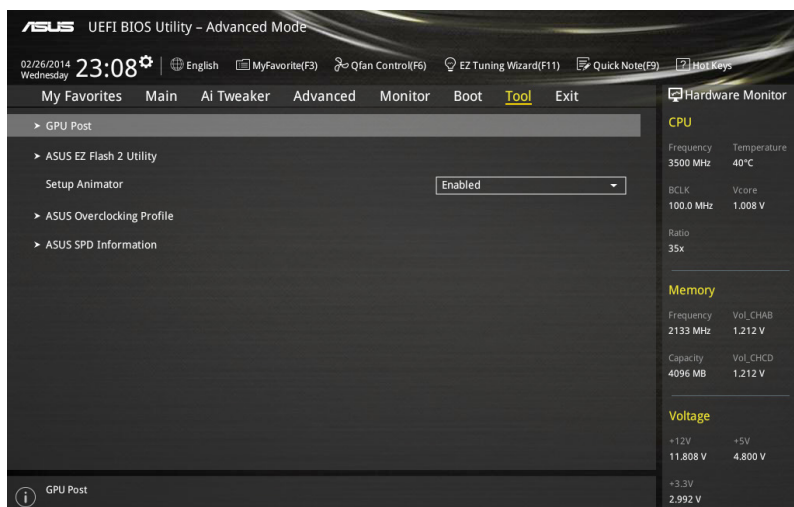 ASUS UEFI BIOS Utility – Advanced Mode
02/26/2014
Wednesday
23:08
English MyFavorite(F3) Qfan Control(F6) EZ Tuning Wizard(F11) Quick Note(F9) ? Hot Keys
My Favorites Main Ai Tweaker Advanced Monitor Boot Tool Exit
GPU Post
ASUS EZ Flash 2 Utility
Setup Animator Enabled
ASUS Overclocking Profile
ASUS SPD Information
GPU Post
Hardware Monitor
CPU
Frequency Temperature
3500 MHz 40°C
BCLK Vcore
100.0 MHz 1.008 V
Ratio
35x
Memory
Frequency Vol_CHAB
2133 MHz 1.212 V
Capacity Vol_CHCD
4096 MB 1.212 V
Voltage
+12V +5V
11.808 V 4.800 V
+3.3V
2.992 V